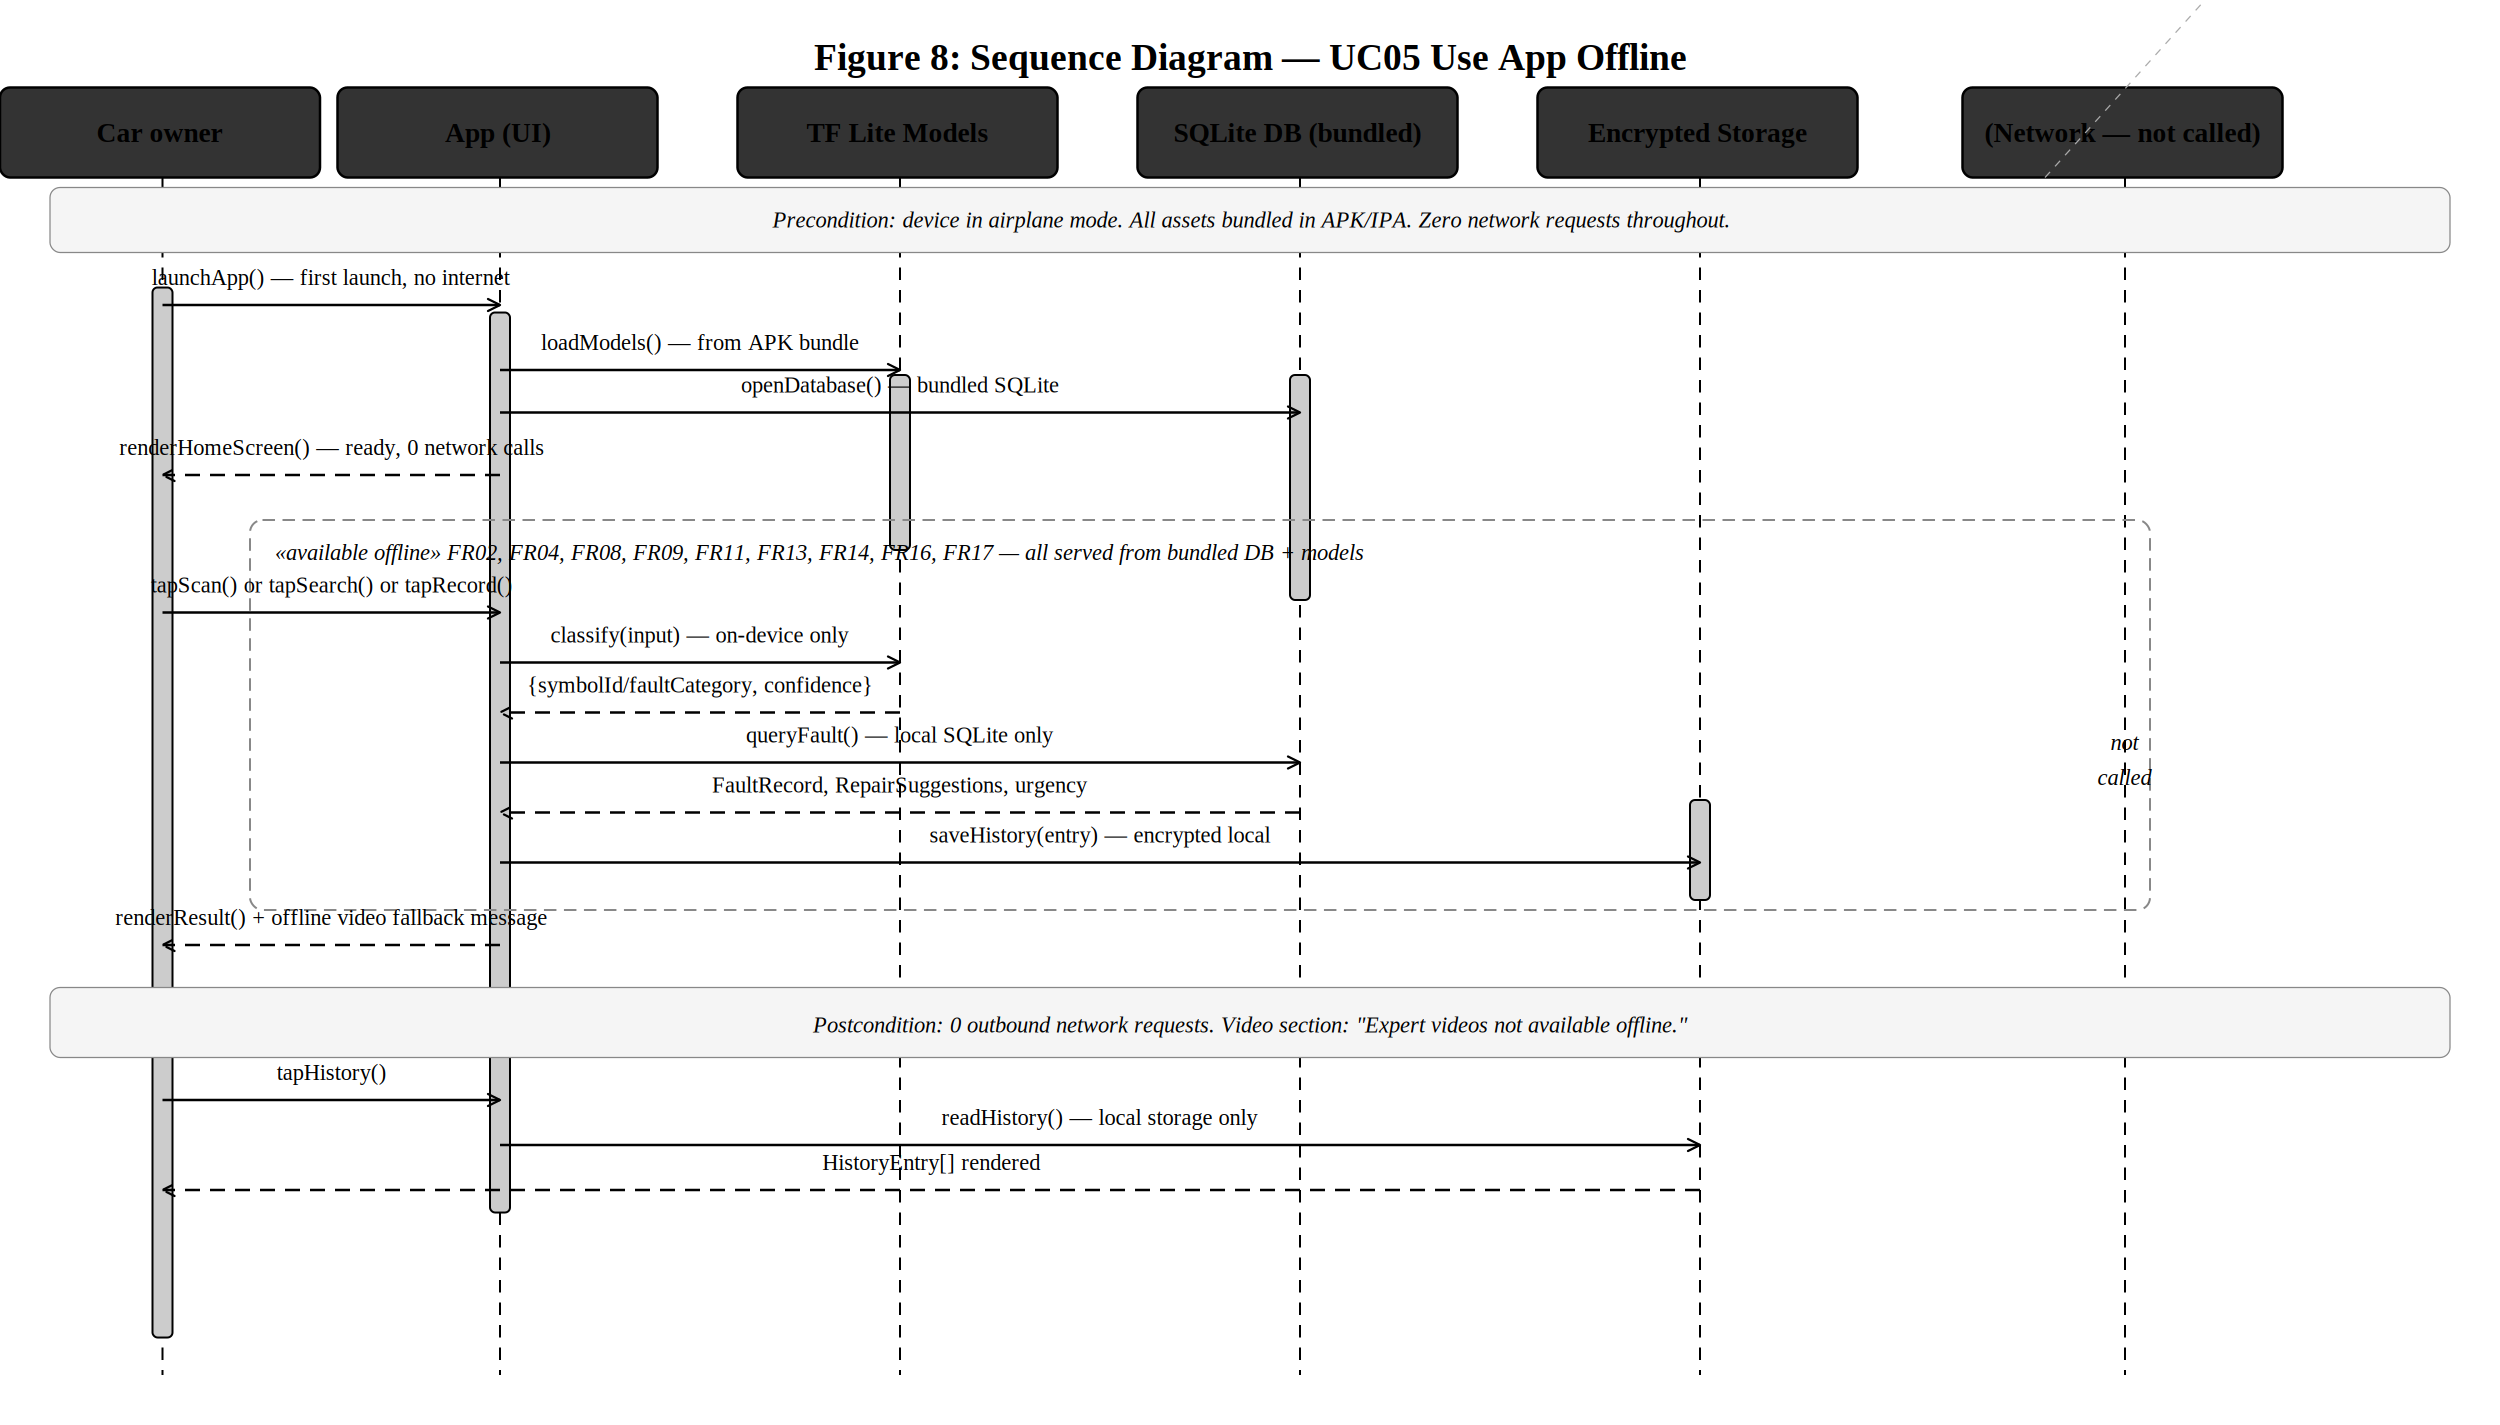 Figure 8: Sequence Diagram — UC05 Use App Offline
Car owner
App (UI)
TF Lite Models
SQLite DB (bundled)
Encrypted Storage
(Network — not called)
Precondition: device in airplane mode. All assets bundled in APK/IPA. Zero network requests throughout.
launchApp() — first launch, no internet
loadModels() — from APK bundle
openDatabase() — bundled SQLite
renderHomeScreen() — ready, 0 network calls
«available offline» FR02, FR04, FR08, FR09, FR11, FR13, FR14, FR16, FR17 — all served from bundled DB + models
tapScan() or tapSearch() or tapRecord()
classify(input) — on-device only
{symbolId/faultCategory, confidence}
queryFault() — local SQLite only
not
called
FaultRecord, RepairSuggestions, urgency
saveHistory(entry) — encrypted local
renderResult() + offline video fallback message
Postcondition: 0 outbound network requests. Video section: "Expert videos not available offline."
tapHistory()
readHistory() — local storage only
HistoryEntry[] rendered